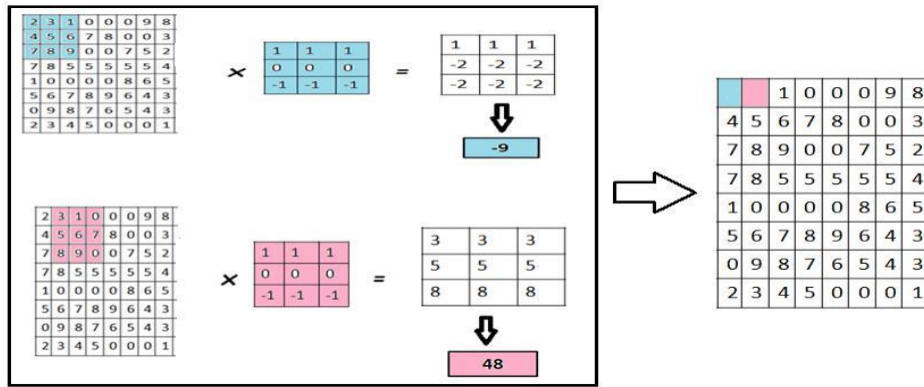 2 3 1 0 0 0 9 8
4 5 6 7 8 0 0 3
7 8 9 0 0 7 5 2
7 8 5 5 5 5 5 4
1 0 0 0 0 8 6 5
5 6 7 8 9 6 4 3
0 9 8 7 6 5 4 3
2 3 4 5 0 0 0 1
×
1 1 1
0 0 0
-1 -1 -1
=
1 1 1
-2 -2 -2
-2 -2 -2
-9
2 3 1 0 0 0 9 8
4 5 6 7 8 0 0 3
7 8 9 0 0 7 5 2
7 8 5 5 5 5 5 4
1 0 0 0 0 8 6 5
5 6 7 8 9 6 4 3
0 9 8 7 6 5 4 3
2 3 4 5 0 0 0 1
×
1 1 1
0 0 0
-1 -1 -1
=
3 3 3
5 5 5
8 8 8
48
1 0 0 0 9 8
4 5 6 7 8 0 0 3
7 8 9 0 0 7 5 2
7 8 5 5 5 5 5 4
1 0 0 0 0 8 6 5
5 6 7 8 9 6 4 3
0 9 8 7 6 5 4 3
2 3 4 5 0 0 0 1